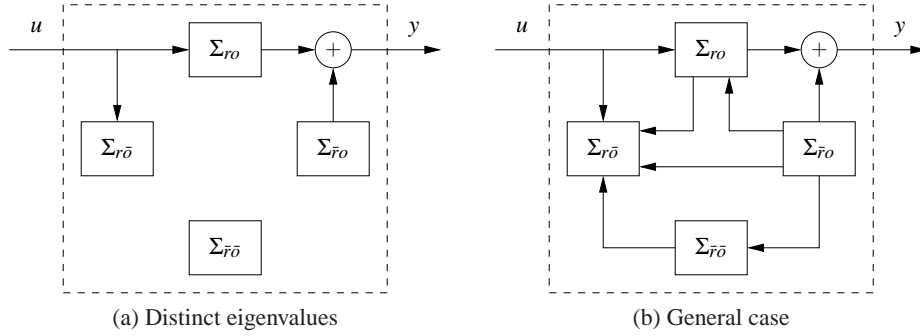 u y
Σro +
Σrō Σr̄o
Σr̄ō
(a) Distinct eigenvalues
u y
Σro +
Σrō Σr̄o
Σr̄ō
(b) General case